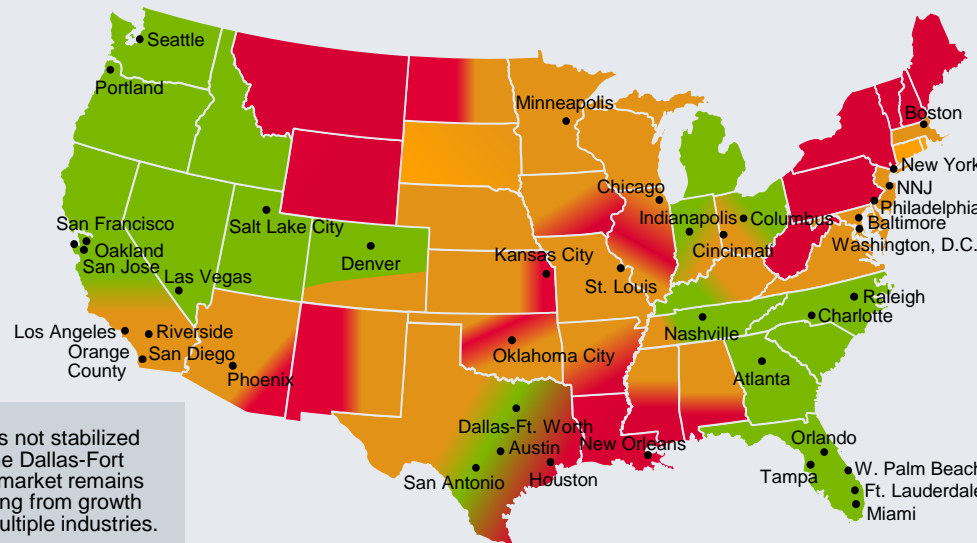 Seattle
Portland
Minneapolis
Boston
New York
NNJ
Philadelphia
Baltimore
Washington, D.C.
Chicago
Indianapolis
Columbus
Cincinnati
San Francisco
Oakland
San Jose
Salt Lake City
Denver
Kansas City
St. Louis
Las Vegas
Raleigh
Charlotte
Nashville
Los Angeles
Riverside
Orange
County
San Diego
Phoenix
Oklahoma City
Atlanta
Dallas-Ft. Worth
Austin
San Antonio
Houston
New Orleans
Orlando
Tampa
W. Palm Beach
Ft. Lauderdale
Miami
not stabilized
Dallas-Fort
market remains
from growth
multiple industries.